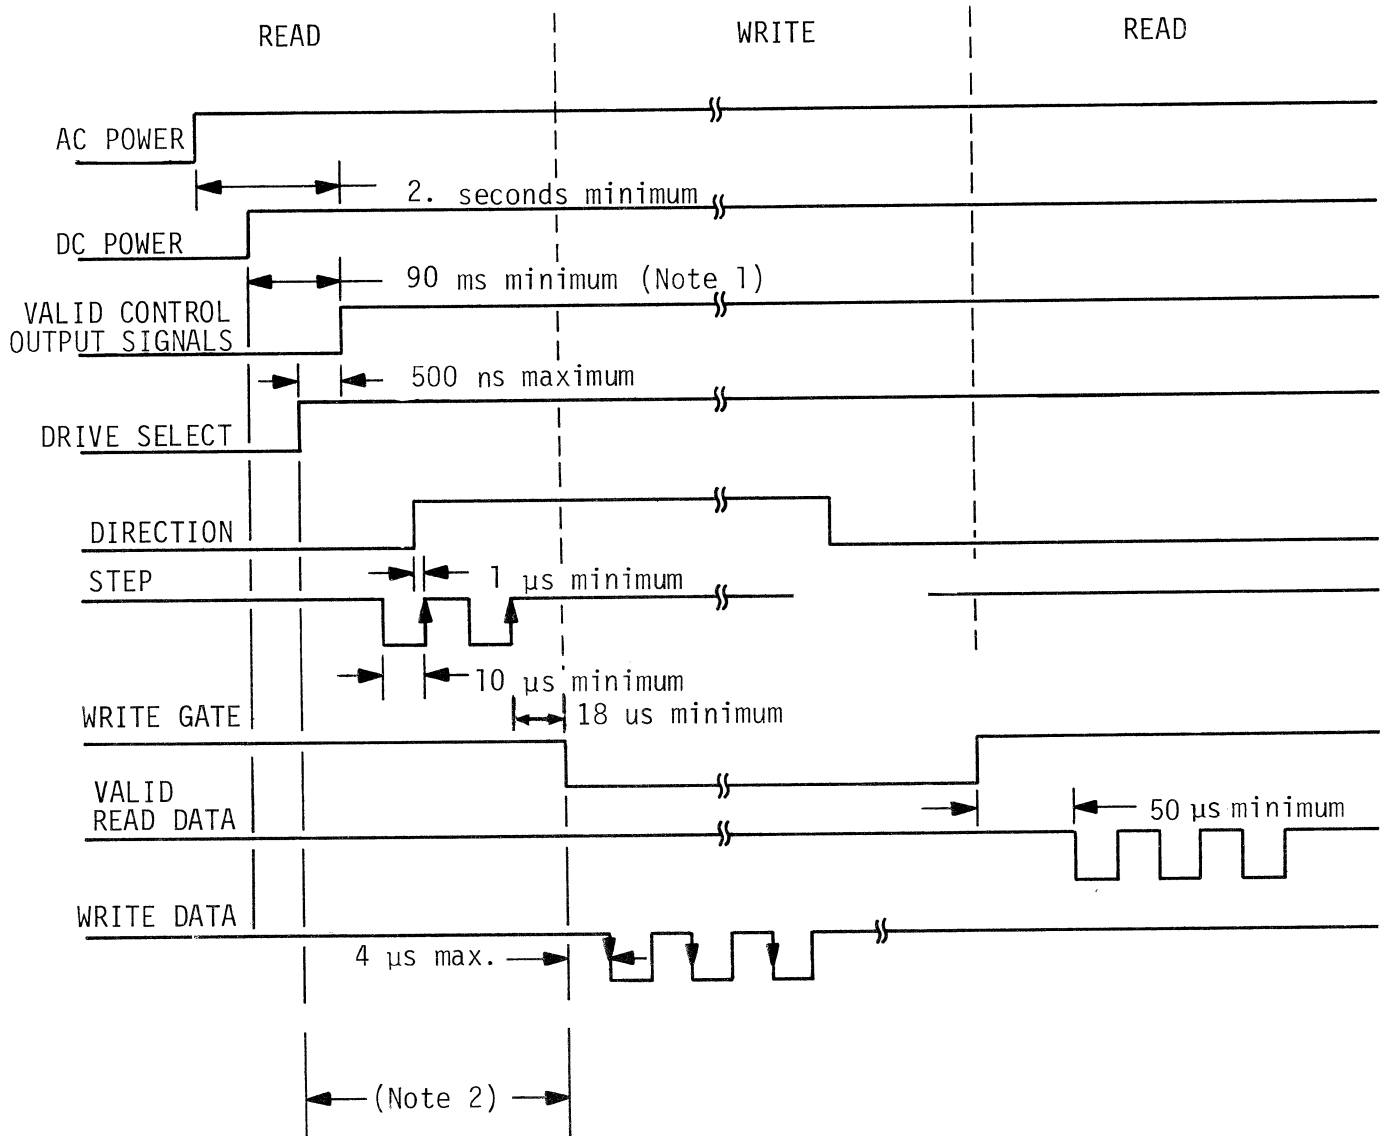 READ WRITE READ
AC POWER
2. seconds minimum
DC POWER
90 ms minimum (Note 1)
VALID CONTROL
OUTPUT SIGNALS
500 ns maximum
DRIVE SELECT
DIRECTION
STEP
1 µs minimum
10 µs minimum
WRITE GATE
18 us minimum
VALID
READ DATA
50 µs minimum
WRITE DATA
4 µs max.
(Note 2)